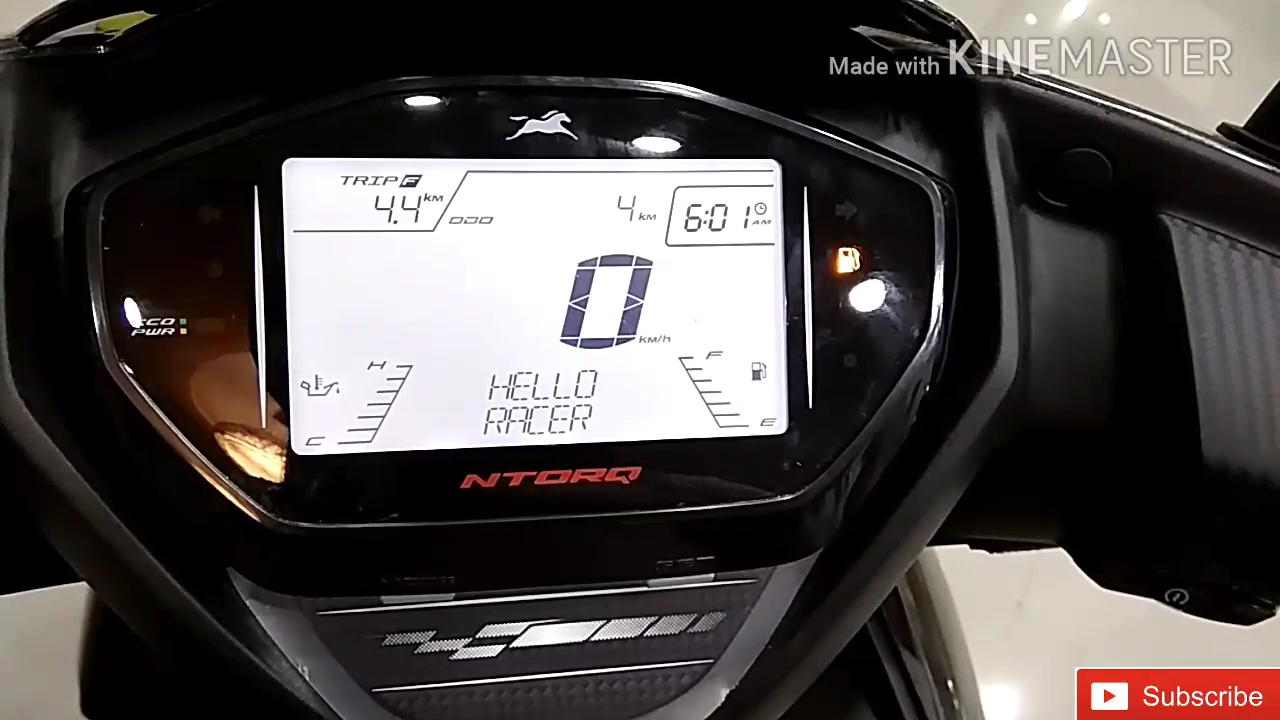 Made with KINEMASTER
TRIP F
4.4 km
ODO
4 KM
6:01 AM
0
KM/H
ECO
PWR
H
C
HELLO
RACER
F
E
NTORQ
Subscribe